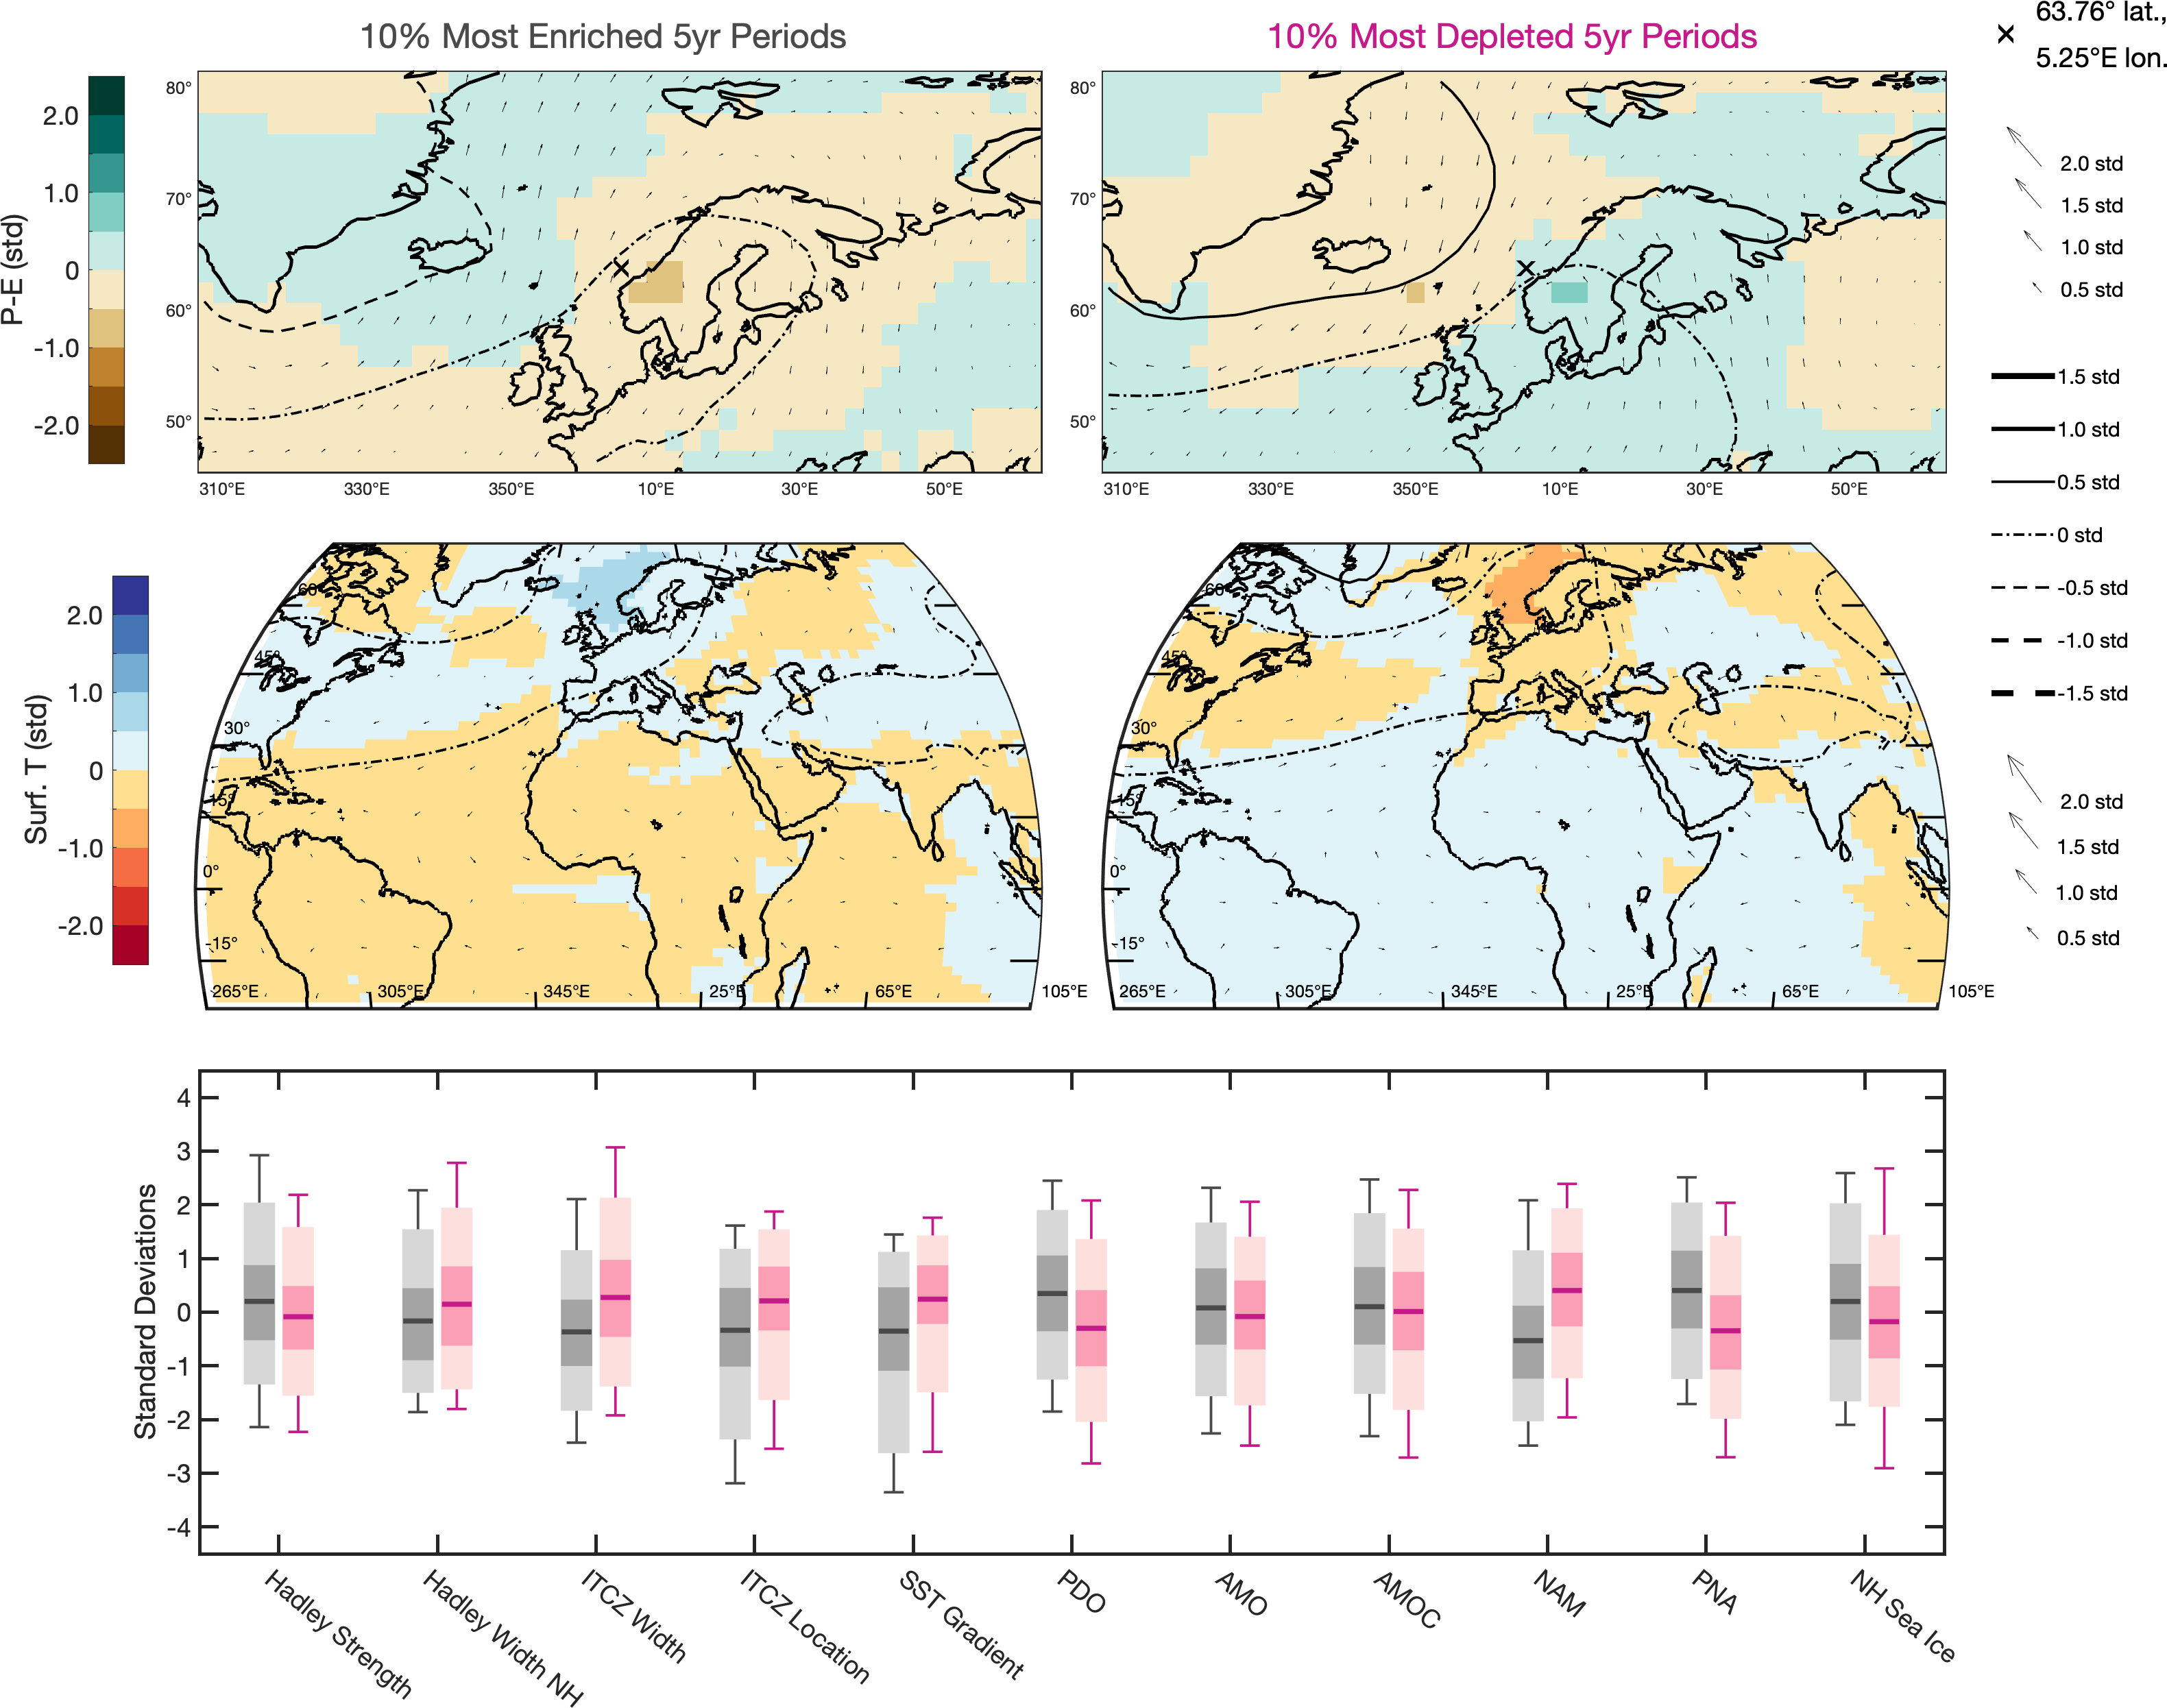 10% Most Enriched 5yr Periods
10% Most Depleted 5yr Periods
63.76° lat.,
5.25°E lon.
P-E (std)
2.0
1.0
0
-1.0
-2.0
80°
70°
60°
50°
310°E 330°E 350°E 10°E 30°E 50°E
80°
70°
60°
50°
310°E 330°E 350°E 10°E 30°E 50°E
2.0 std
1.5 std
1.0 std
0.5 std
1.5 std
1.0 std
0.5 std
0 std
-0.5 std
-1.0 std
-1.5 std
Surf. T (std)
2.0
1.0
0
-1.0
-2.0
60°
45°
30°
15°
0°
-15°
265°E 305°E 345°E 25°E 65°E 105°E
60°
45°
30°
15°
0°
-15°
265°E 305°E 345°E 25°E 65°E 105°E
2.0 std
1.5 std
1.0 std
0.5 std
Standard Deviations
4
3
2
1
0
-1
-2
-3
-4
Hadley Strength
Hadley Width NH
ITCZ Width
ITCZ Location
SST Gradient
PDO
AMO
AMOC
NAM
PNA
NH Sea Ice